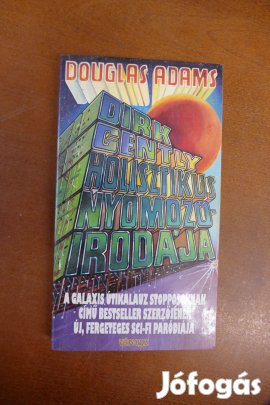 DOUGLAS ADAMS
DIRK
GENTLY
HOLISZTIKUS
NYOMOZÓ-
IRODÁJA
A GALAXIS ÚTIKALAUZ STOPPOSOKNAK
CÍMŰ BESTSELLER SZERZŐJÉNEK
ÚJ, FERGETEGES SCI-FI PARÓDIÁJA
Jófogás